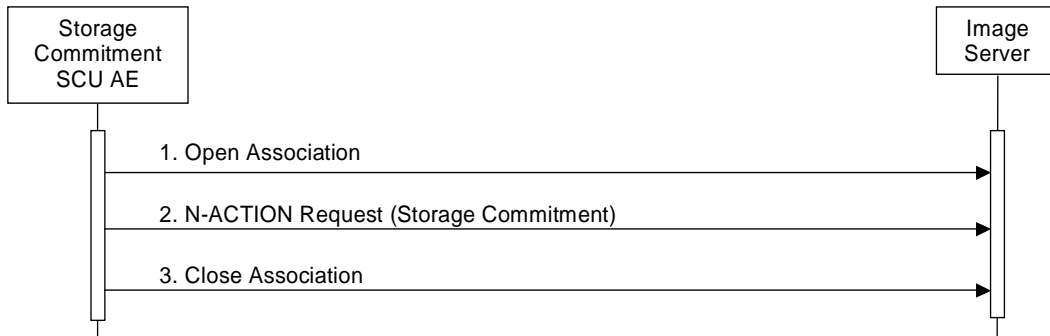 Storage
Commitment
SCU AE
Image
Server
1. Open Association
2. N-ACTION Request (Storage Commitment)
3. Close Association